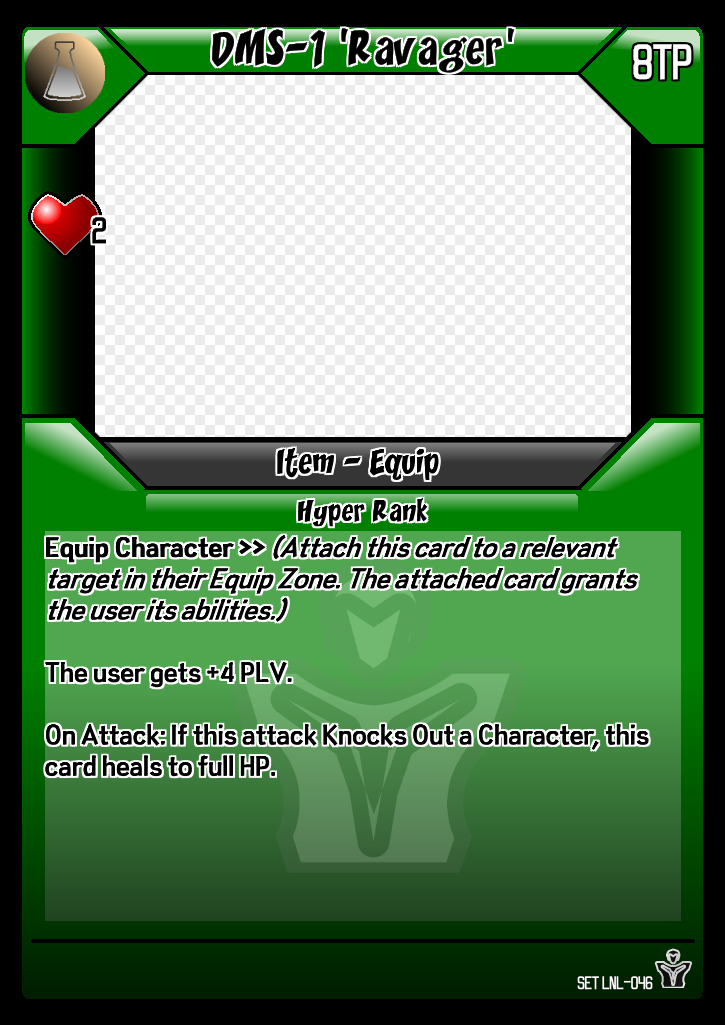 DMS-1 'Ravager'
8TP
2
Item - Equip
Hyper Rank
Equip Character >> (Attach this card to a relevant
target in their Equip Zone. The attached card grants
the user its abilities.)
The user gets +4 PLV.
On Attack: If this attack Knocks Out a Character, this
card heals to full HP.
SET LNL-046